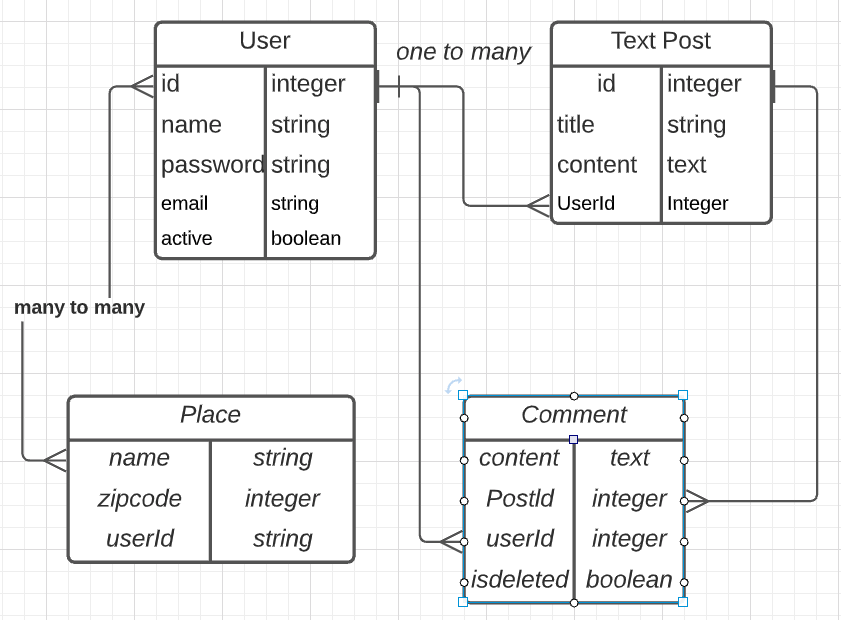 User
id integer
name string
password string
email string
active boolean
one to many
Text Post
id integer
title string
content text
UserId Integer
many to many
Place
name string
zipcode integer
userId string
Comment
content text
PostId integer
userId integer
isdeleted boolean